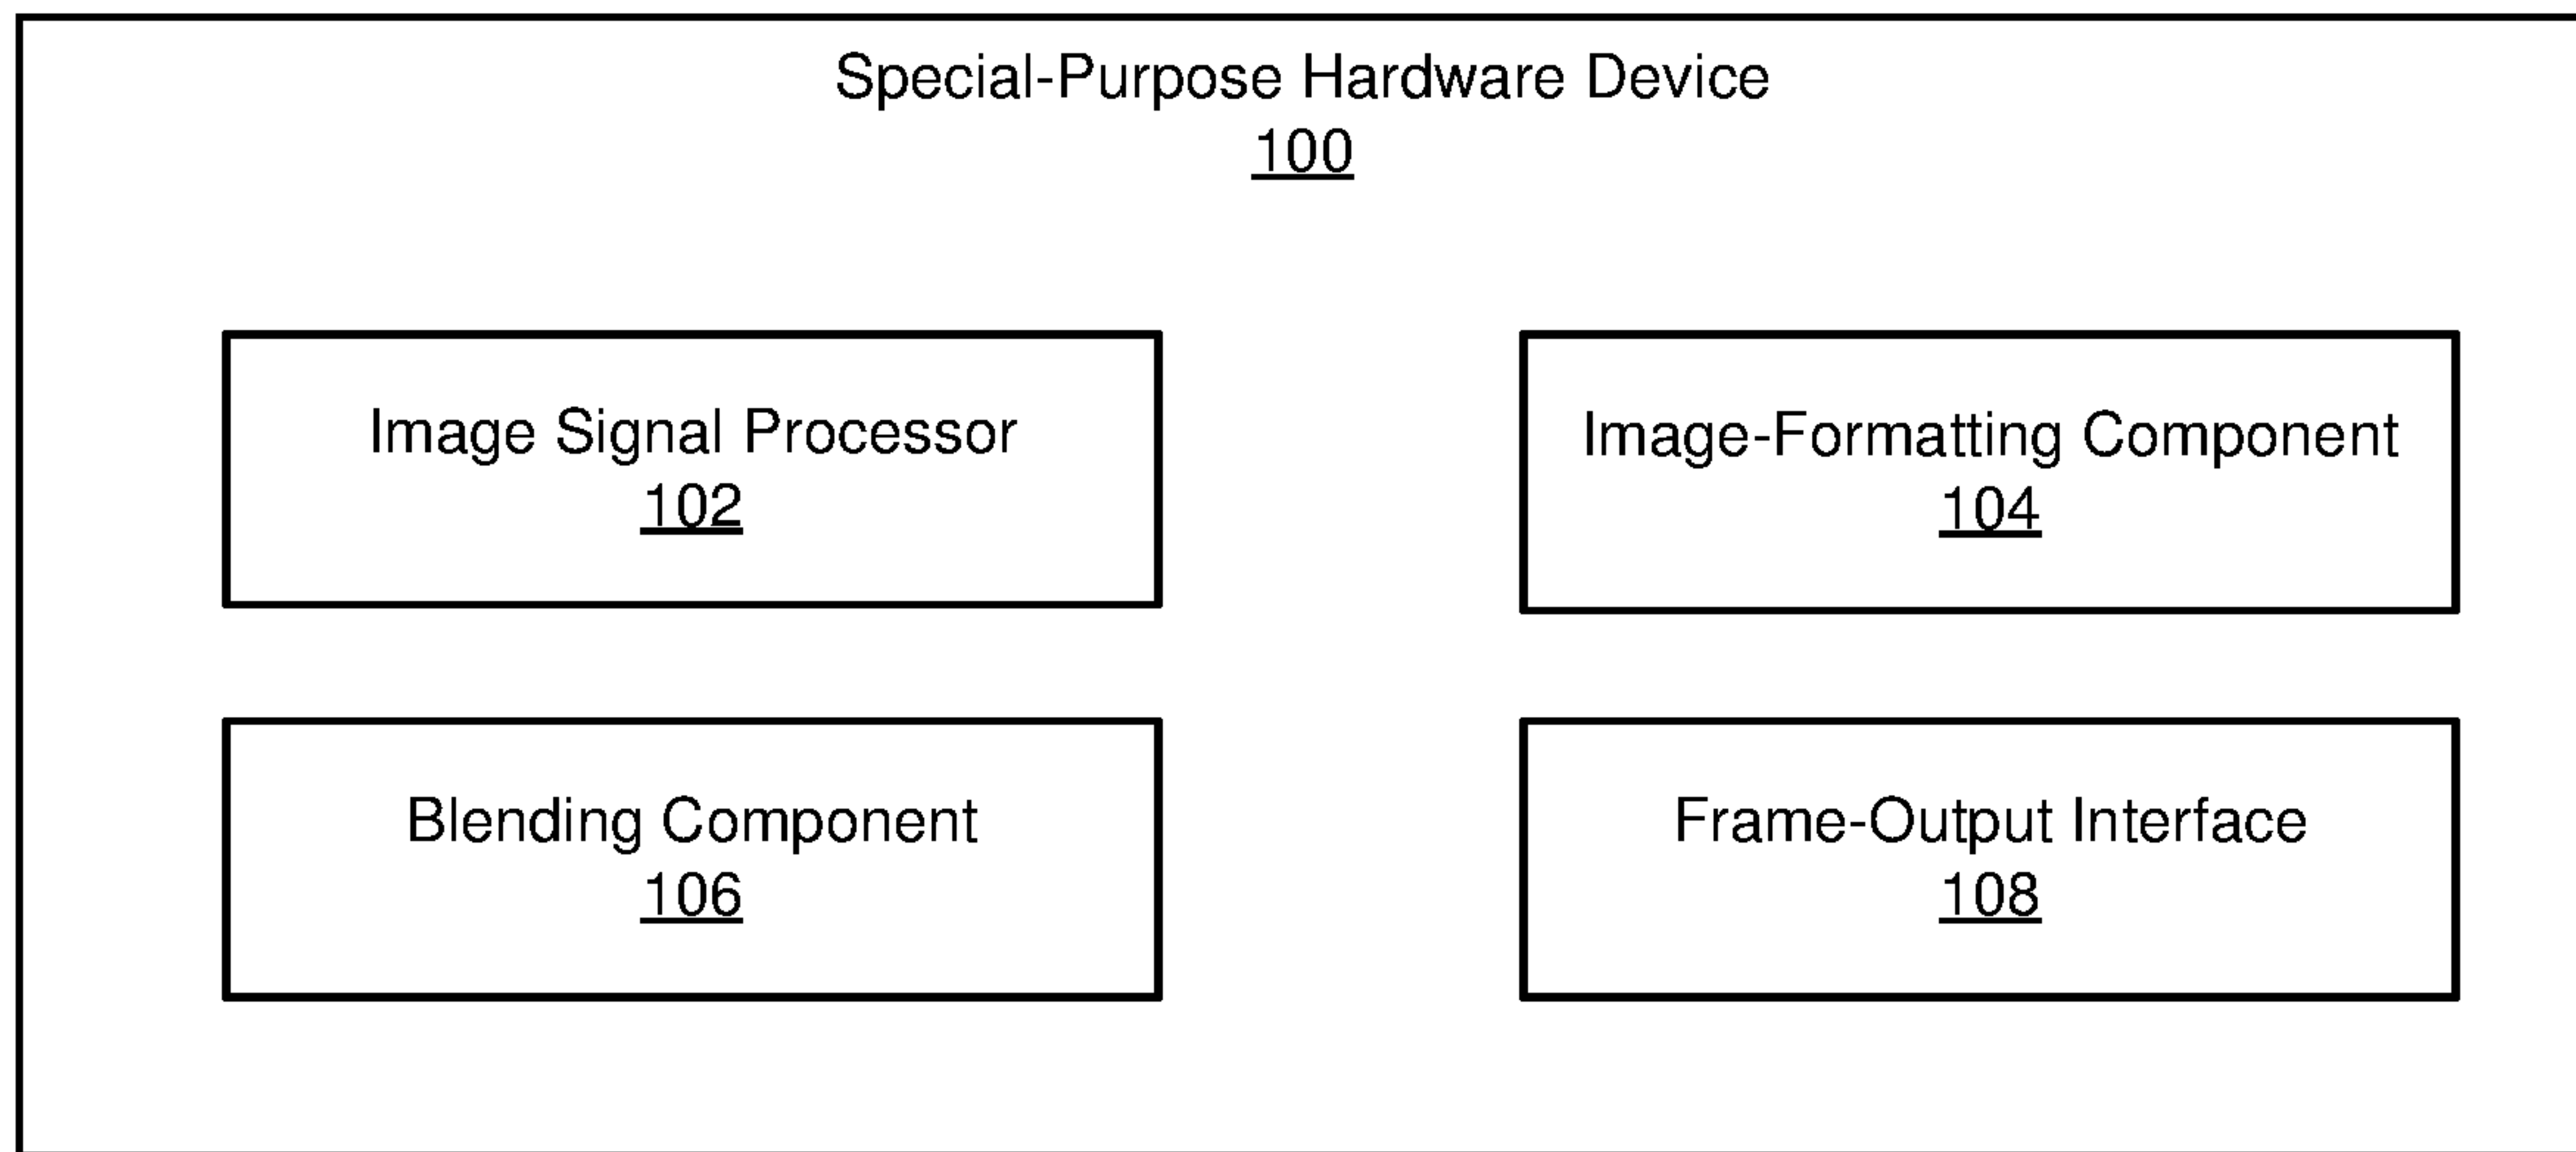 Special-Purpose Hardware Device
100
Image Signal Processor
102
Image-Formatting Component
104
Blending Component
106
Frame-Output Interface
108